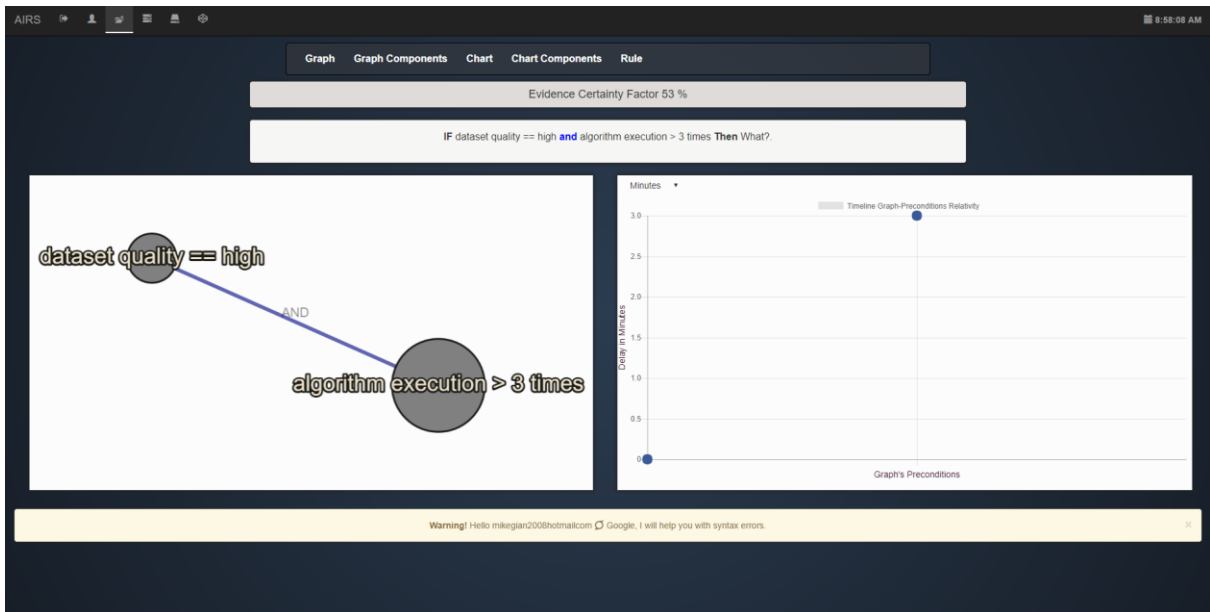 AIRS 8:58:08 AM
Graph Graph Components Chart Chart Components Rule
Evidence Certainty Factor 53 %
IF dataset quality == high and algorithm execution > 3 times Then What?.
dataset quality == high
AND
algorithm execution > 3 times
Minutes
Timeline Graph-Preconditions Relativity
3.0
2.5
2.0
1.5
1.0
0.5
0
Delay in Minutes
Graph's Preconditions
Warning! Hello mikegian2008hotmailcom Google, I will help you with syntax errors. ×